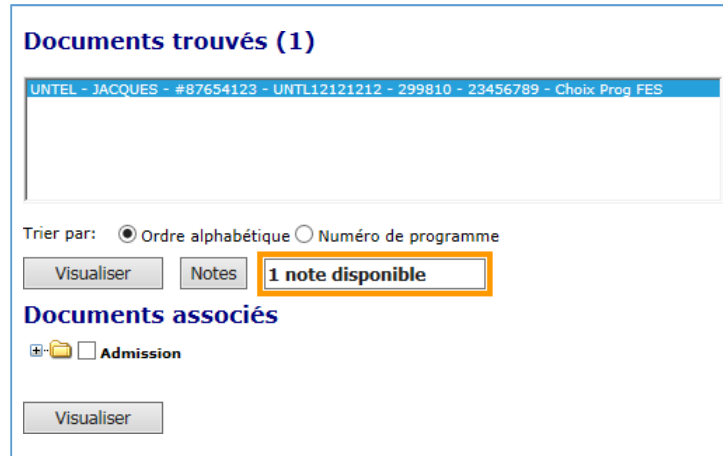 Documents trouvés (1)
UNTEL - JACQUES - #87654123 - UNTL12121212 - 299810 - 23456789 - Choix Prog FES
Trier par: Ordre alphabétique Numéro de programme
Visualiser Notes 1 note disponible
Documents associés
Admission
Visualiser